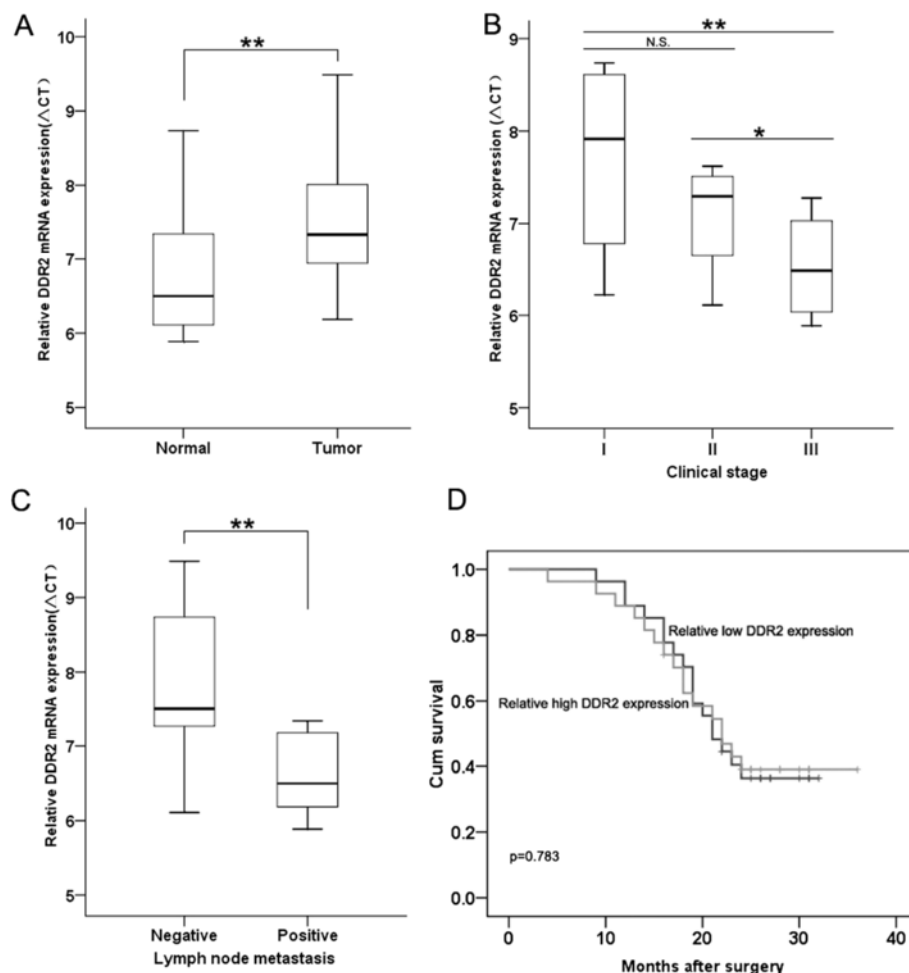 A
Relative DDR2 mRNA expression(△CT)
10
9
8
7
6
5
**
Normal
Tumor
B
Relative DDR2 mRNA expression (△CT)
9
8
7
6
5
**
N.S.
*
I
II
III
Clinical stage
C
Relative DDR2 mRNA expression(△CT)
10
9
8
7
6
5
**
Negative
Positive
Lymph node metastasis
D
Cum survival
1.0
0.8
0.6
0.4
0.2
0.0
Relative low DDR2 expression
Relative high DDR2 expression
p=0.783
0
10
20
30
40
Months after surgery